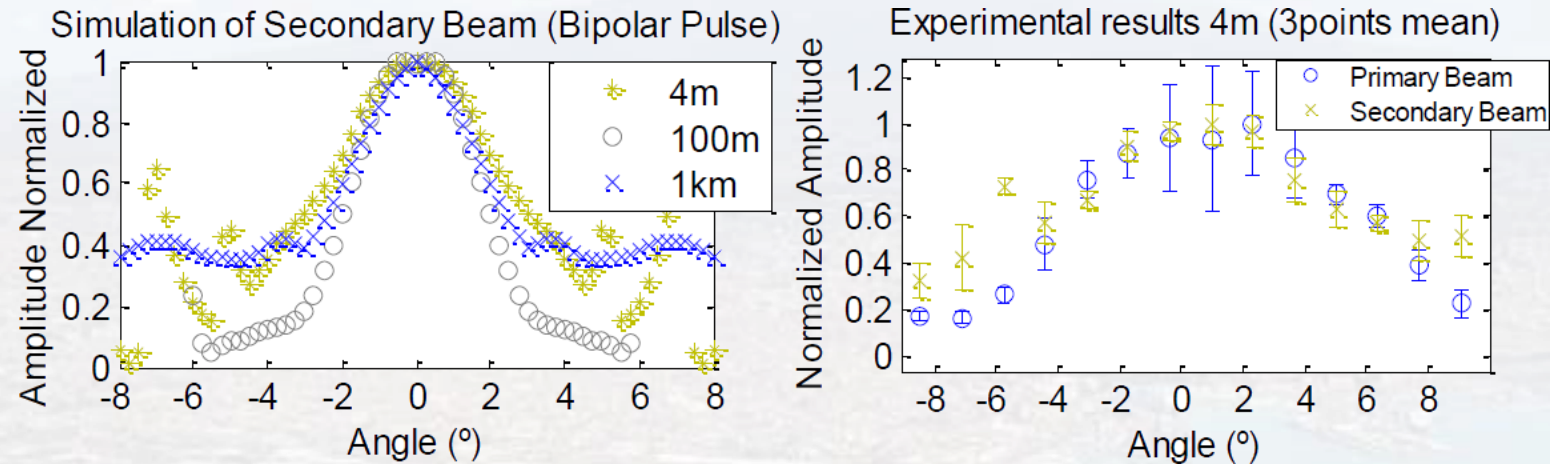 Simulation of Secondary Beam (Bipolar Pulse)
Amplitude Normalized
1
0.8
0.6
0.4
0.2
0
-8 -6 -4 -2 0 2 4 6 8
Angle (º)
4m
100m
1km
Experimental results 4m (3points mean)
Normalized Amplitude
1.2
1
0.8
0.6
0.4
0.2
0
-8 -6 -4 -2 0 2 4 6 8
Angle (º)
Primary Beam
Secondary Beam